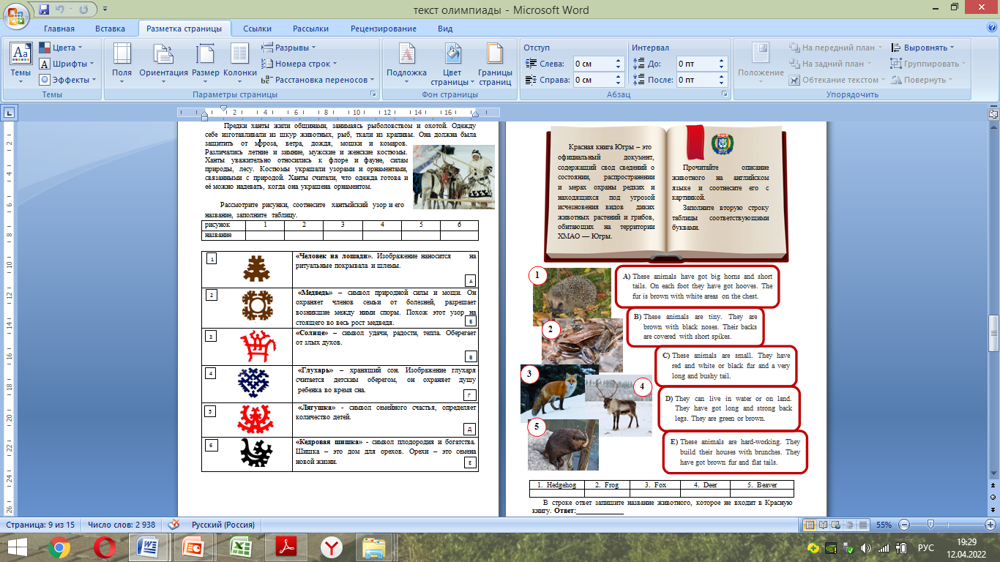 текст олимпиады - Microsoft Word
Главная Вставка Разметка страницы Ссылки Рассылки Рецензирование Вид
Аа
Темы
Цвета
Шрифты
Эффекты
Темы
Поля
Ориентация
Размер
Колонки
Разрывы
Номера строк
Расстановка переносов
Параметры страницы
Подложка
Цвет страницы
Границы страниц
Фон страницы
Отступ
Слева: 0 см
Справа: 0 см
Интервал
До: 0 пт
После: 0 пт
Абзац
Положение
На передний план
На задний план
Обтекание текстом
Выровнять
Группировать
Повернуть
Упорядочить
2 4 6 8 10 12 14 16
Предки ханты жили общинами, занимаясь рыболовством и охотой. Одежду
себе изготавливали из шкур животных, рыб, ткали из крапивы. Она должна была
защитить от мороза, ветра, дождя, мошки и комаров.
Различались летние и зимние, мужские и женские костюмы.
Ханты уважительно относились к флоре и фауне, силам
природы, лесу. Костюмы украшали узорами и орнаментами,
связанными с природой. Ханты считали, что одежда готова и
её можно надевать, когда она украшена орнаментом.
Рассмотрите рисунки, соотнесите хантыйский узор и его
название, заполните таблицу.
рисунок 1 2 3 4 5 6
название
1
«Человек на лошади». Изображение наносится на
ритуальные покрывала и шлемы.
А
2
«Медведь» – символ природной силы и мощи. Он
охраняет членов семьи от болезней, разрешает
возникшие между ними споры. Похож этот узор на
стоящего во весь рост медведя.
Б
3
«Солнце» – символ удачи, радости, тепла. Оберегает
от злых духов.
В
4
«Глухарь» – хранящий сон. Изображение глухаря
считается детским оберегом, он охраняет душу
ребенка во время сна.
Г
5
«Лягушка» - символ семейного счастья, определяет
количество детей.
Д
6
«Кедровая шишка» - символ плодородия и богатства.
Шишка – это дом для орехов. Орехи – это семена
новой жизни.
Е
Красная книга Югры – это
официальный документ,
содержащий свод сведений о
состоянии, распространении
и мерах охраны редких и
находящихся под угрозой
исчезновения видов диких
животных растений и грибов,
обитающих на территории
ХМАО — Югры.
Прочитайте описание
животного на английском
языке и соотнесите его с
картинкой.
Заполните вторую строку
таблицы соответствующими
буквами.
1
2
3
4
5
A) These animals have got big horns and short
tails. On each foot they have got hooves. The
fur is brown with white areas on the chest.
B) These animals are tiny. They are
brown with black noses. Their backs
are covered with short spikes.
C) These animals are small. They have
red and white or black fur and a very
long and bushy tail.
D) They can live in water or on land.
They have got long and strong back
legs. They are green or brown.
E) These animals are hard-working. They
build their houses with brunches. They
have got brown fur and flat tails.
1. Hedgehog 2. Frog 3. Fox 4. Deer 5. Beaver
В строке ответ запишите название животного, которое не входит в Красную
книгу. Ответ:_____________
Страница: 9 из 15 Число слов: 2 938 Русский (Россия) 55%
РУС
19:29
12.04.2022